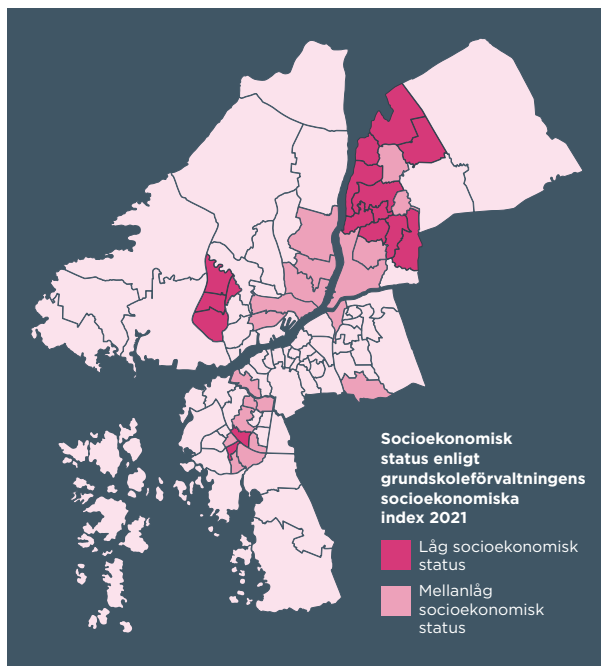 Socioekonomisk
status enligt
grundskoleförvaltningens
socioekonomiska
index 2021
Låg socioekonomisk
status
Mellanlåg
socioekonomisk
status